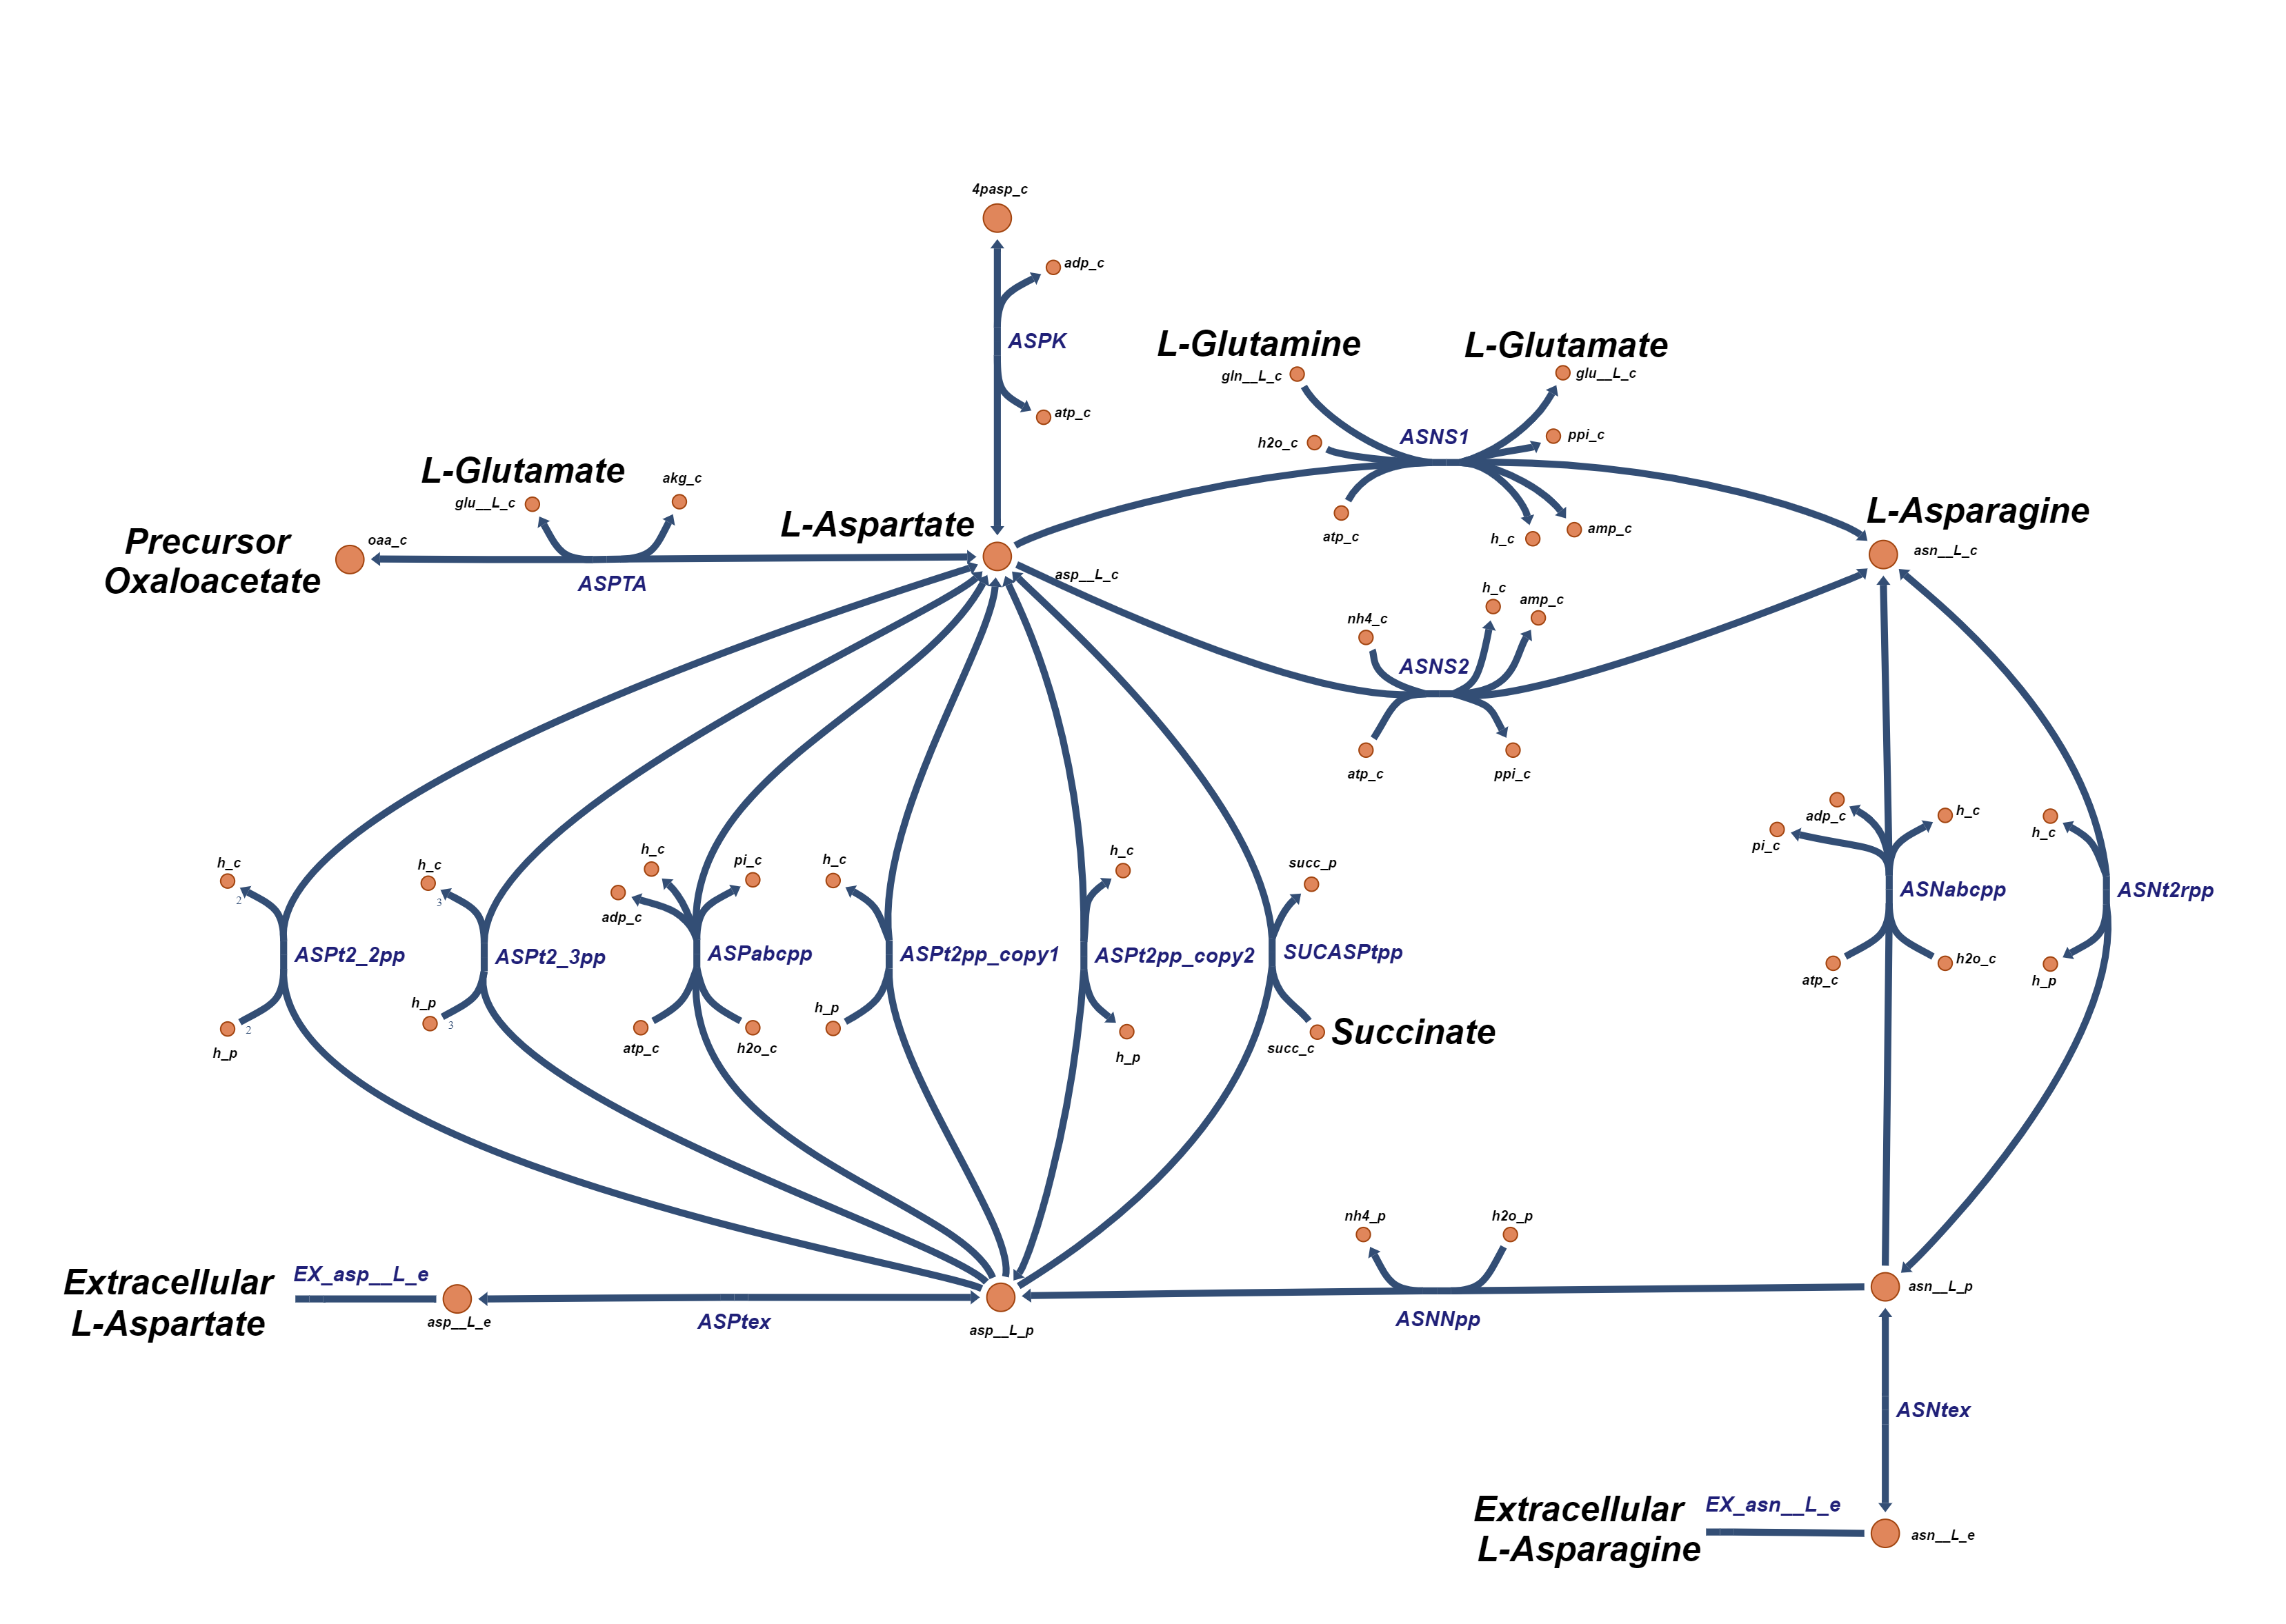 4pasp_c
adp_c
ASPK
atp_c
L-Glutamine
L-Glutamate
gln__L_c
glu__L_c
h2o_c
ASNS1
ppi_c
atp_c
h_c
amp_c
L-Glutamate
akg_c
glu__L_c
Precursor
Oxaloacetate
oaa_c
ASPTA
L-Aspartate
asp__L_c
L-Asparagine
asn__L_c
nh4_c
h_c
amp_c
ASNS2
atp_c
ppi_c
h_c
2
ASPt2_2pp
2
h_p
h_c
3
ASPt2_3pp
h_p
3
h_c
pi_c
adp_c
ASPabcpp
atp_c
h2o_c
h_c
ASPt2pp_copy1
h_p
h_c
ASPt2pp_copy2
h_p
succ_p
SUCASPtpp
succ_c
Succinate
adp_c
pi_c
h_c
ASNabcpp
atp_c
h2o_c
h_c
ASNt2rpp
h_p
Extracellular
L-Aspartate
EX_asp__L_e
asp__L_e
ASPtex
asp__L_p
nh4_p
h2o_p
ASNNpp
asn__L_p
ASNtex
Extracellular
L-Asparagine
EX_asn__L_e
asn__L_e